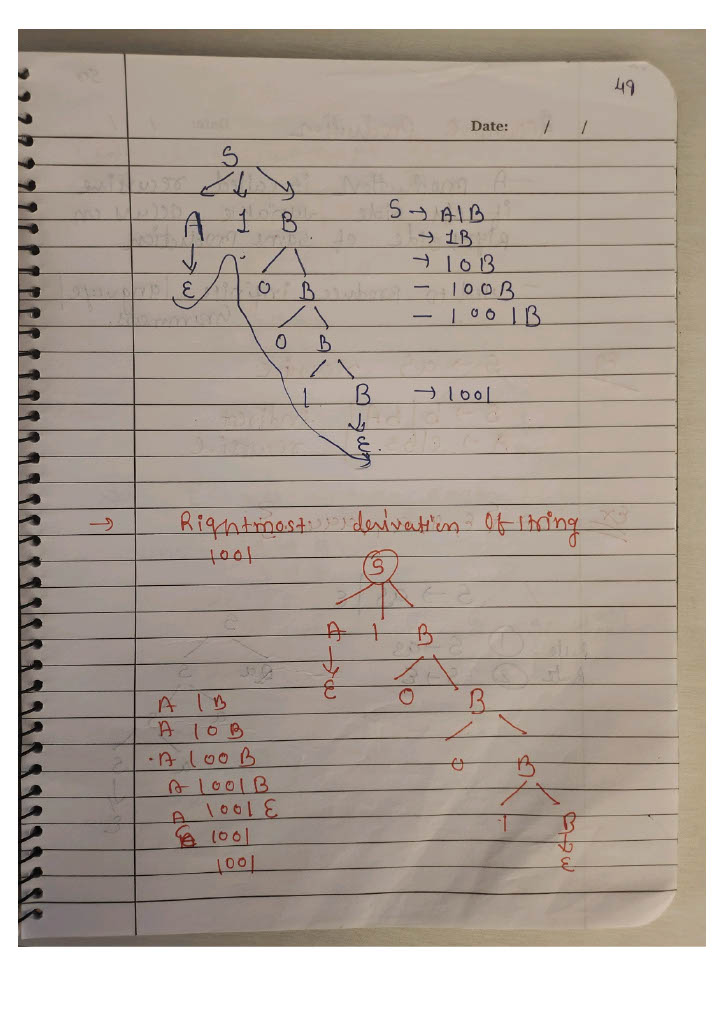 49
Date: / /
S
A 1 B
ε 0 B
0 B
1 B
ε
S → A1B
→ 1B
→ 10B
— 100B
— 1001B
→ 1001
→ Rightmost derivation Of string
1001
S
A 1 B
ε 0 B
0 B
1 B
ε
A 1B
A 10B
A 100B
A 1001B
A 1001 ε
ε 1001
1001